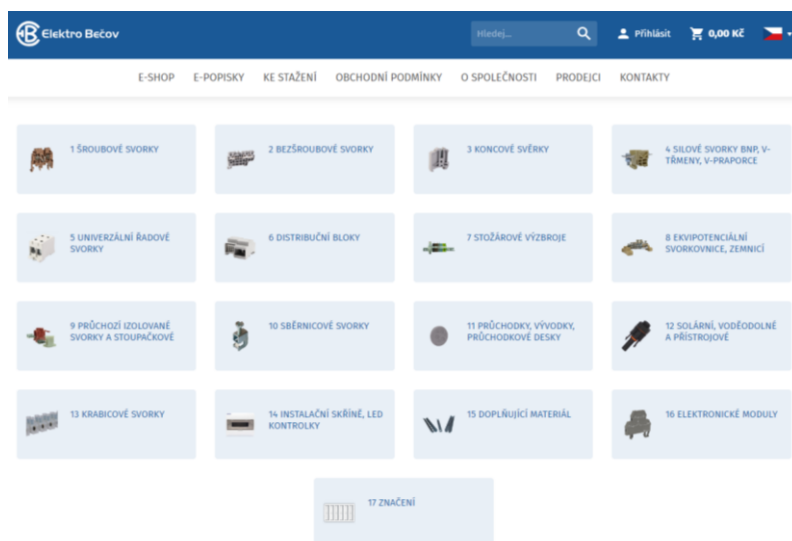 Elektro Bečov
Hledej...
Přihlásit
0,00 Kč
E-SHOP
E-POPISKY
KE STAŽENÍ
OBCHODNÍ PODMÍNKY
O SPOLEČNOSTI
PRODEJCI
KONTAKTY
1 ŠROUBOVÉ SVORKY
2 BEZŠROUBOVÉ SVORKY
3 KONCOVÉ SVĚRKY
4 SILOVÉ SVORKY BNP, V-
TŘMENY, V-PRAPORCE
5 UNIVERZÁLNÍ ŘADOVÉ
SVORKY
6 DISTRIBUČNÍ BLOKY
7 STOŽÁROVÉ VÝZBROJE
8 EKVIPOTENCIÁLNÍ
SVORKOVNICE, ZEMNICÍ
9 PRŮCHOZÍ IZOLOVANÉ
SVORKY A STOUPAČKOVÉ
10 SBĚRNICOVÉ SVORKY
11 PRŮCHODKY, VÝVODKY,
PRŮCHODKOVÉ DESKY
12 SOLÁRNÍ, VODĚODOLNÉ
A PŘÍSTROJOVÉ
13 KRABICOVÉ SVORKY
14 INSTALAČNÍ SKŘÍNĚ, LED
KONTROLKY
15 DOPLŇUJÍCÍ MATERIÁL
16 ELEKTRONICKÉ MODULY
17 ZNAČENÍ